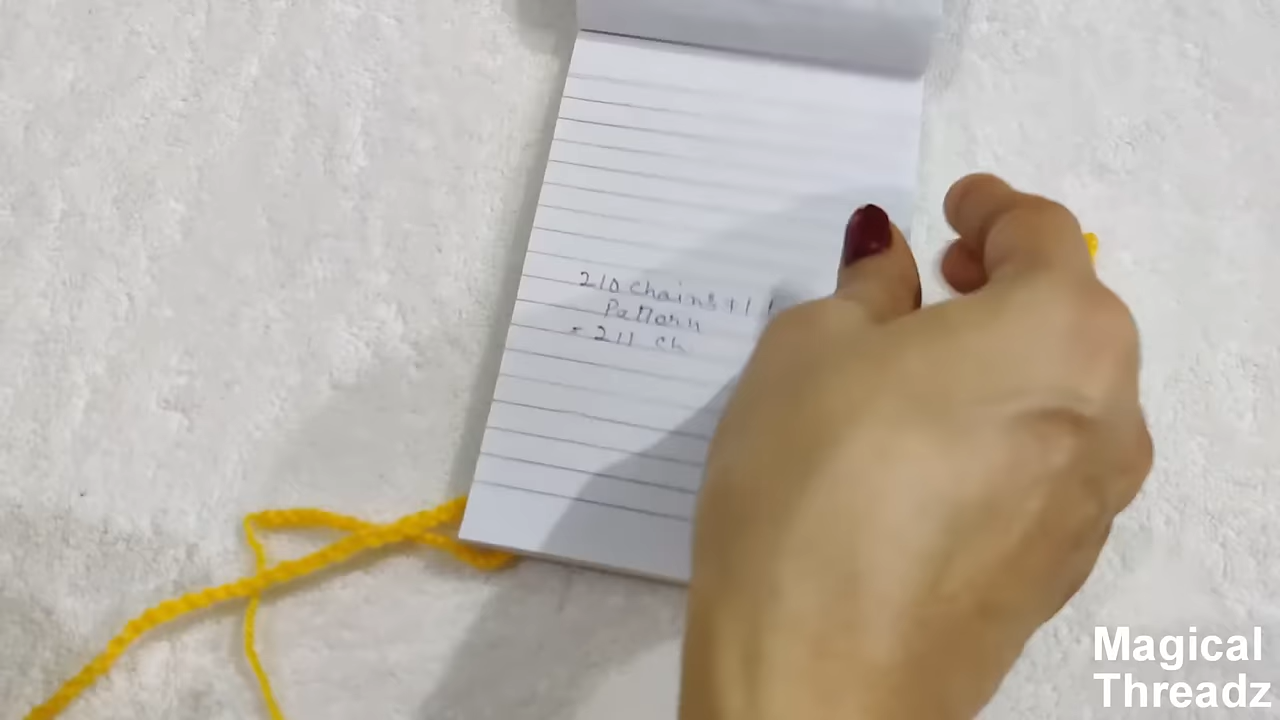 210 chains + 1
Pattern
= 211 ch
Magical
Threadz